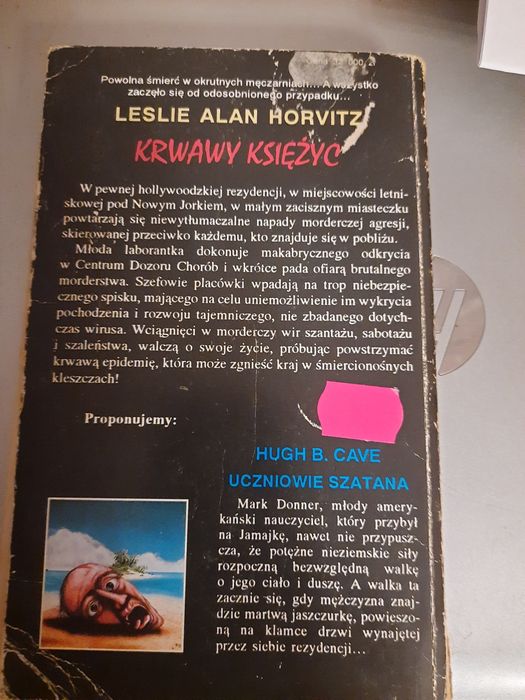 Cena 32 000 zł
Powolna śmierć w okrutnych męczarniach... A wszystko
zaczęło się od odosobnionego przypadku...
LESLIE ALAN HORVITZ
KRWAWY KSIĘŻYC
W pewnej hollywoodzkiej rezydencji, w miejscowości letni-
skowej pod Nowym Jorkiem, w małym zacisznym miasteczku
powtarzają się niewytłumaczalne napady morderczej agresji,
skierowanej przeciwko każdemu, kto znajduje się w pobliżu.
Młoda laborantka dokonuje makabrycznego odkrycia
w Centrum Dozoru Chorób i wkrótce pada ofiarą brutalnego
morderstwa. Szefowie placówki wpadają na trop niebezpie-
cznego spisku, mającego na celu uniemożliwienie im wykrycia
pochodzenia i rozwoju tajemniczego, nie zbadanego dotych-
czas wirusa. Wciągnięci w morderczy wir szantażu, sabotażu
i szaleństwa, walczą o swoje życie, próbując powstrzymać
krwawą epidemię, która może zgnieść kraj w śmiercionośnych
kleszczach!
Proponujemy:
HUGH B. CAVE
UCZNIOWIE SZATANA
Mark Donner, młody amery-
kański nauczyciel, który przybył
na Jamajkę, nawet nie przypusz-
cza, że potężne nieziemskie siły
rozpoczną bezwzględną walkę
o jego ciało i duszę. A walka ta
zacznie się, gdy mężczyzna znaj-
dzie martwą jaszczurkę, powieszo-
ną na klamce drzwi wynajętej
przez siebie rezydencji...